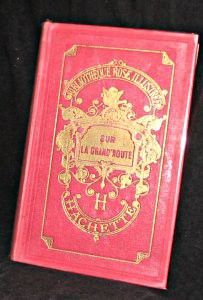 BIBLIOTHÈQUE ROSE ILLUSTRÉE
SUR
LA GRAND'ROUTE
H
HACHETTE